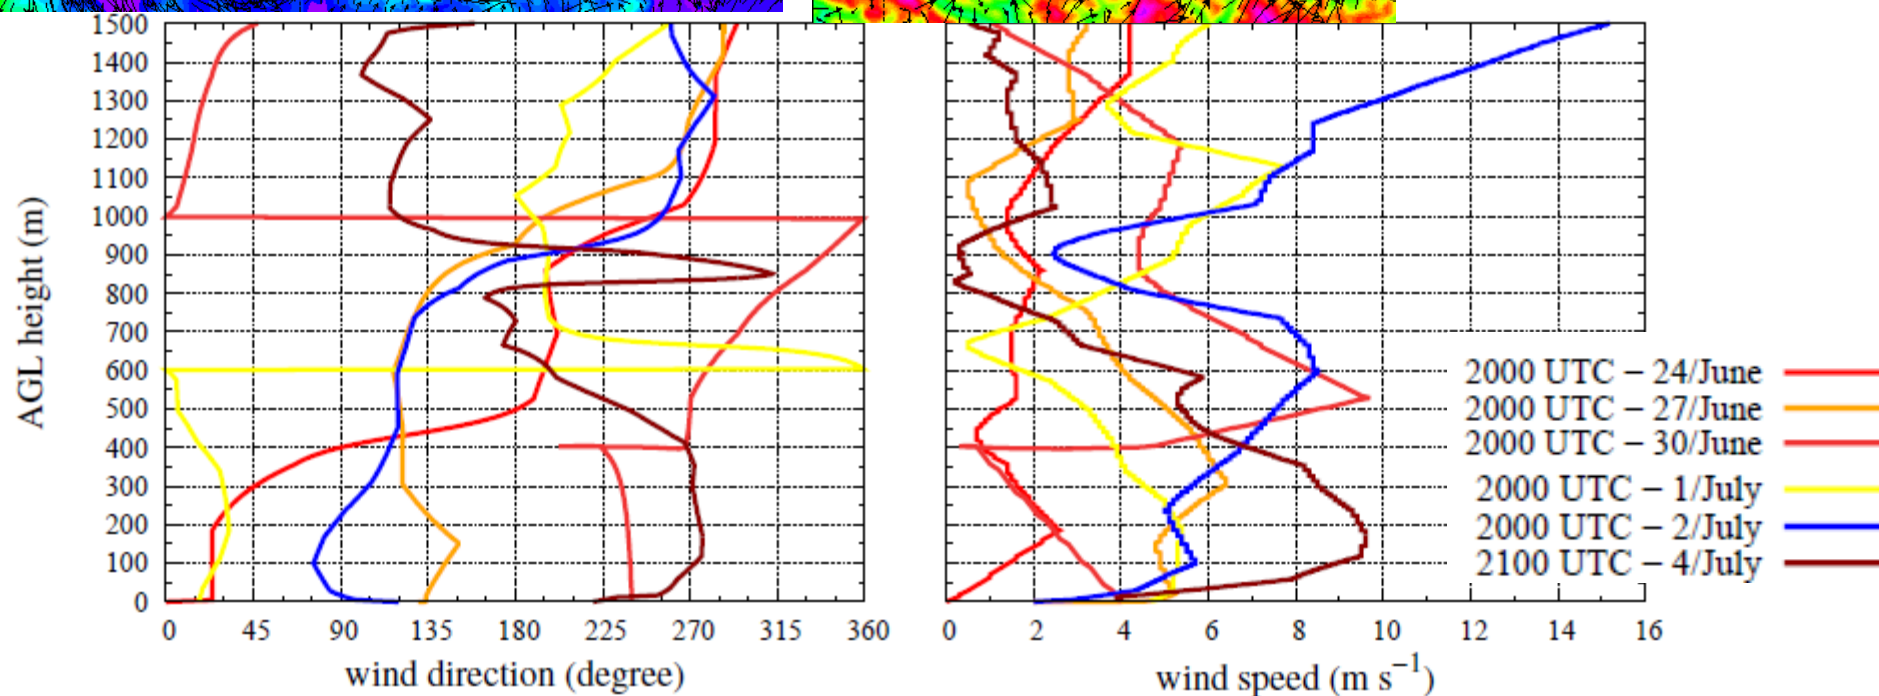 1500
1400
1300
1200
1100
1000
900
800
700
600
500
400
300
200
100
0
AGL height (m)
0 45 90 135 180 225 270 315 360
wind direction (degree)
0 2 4 6 8 10 12 14 16
wind speed (m s⁻¹)
2000 UTC − 24/June
2000 UTC − 27/June
2000 UTC − 30/June
2000 UTC − 1/July
2000 UTC − 2/July
2100 UTC − 4/July